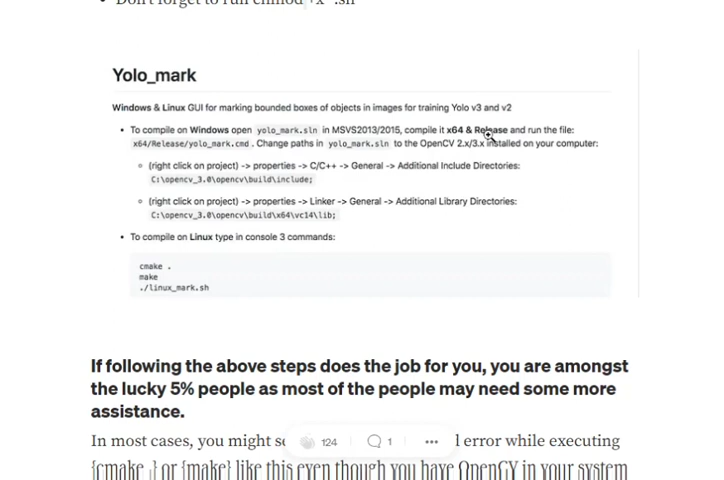 Don't forget to run chmod +x *.sh
Yolo_mark
Windows & Linux GUI for marking bounded boxes of objects in images for training Yolo v3 and v2
• To compile on Windows open yolo_mark.sln in MSVS2013/2015, compile it x64 & Release and run the file:
x64/Release/yolo_mark.cmd . Change paths in yolo_mark.sln to the OpenCV 2.x/3.x installed on your computer:
◦ (right click on project) -> properties -> C/C++ -> General -> Additional Include Directories:
C:\opencv_3.0\opencv\build\include;
◦ (right click on project) -> properties -> Linker -> General -> Additional Library Directories:
C:\opencv_3.0\opencv\build\x64\vc14\lib;
• To compile on Linux type in console 3 commands:
cmake .
make
./linux_mark.sh
If following the above steps does the job for you, you are amongst
the lucky 5% people as most of the people may need some more
assistance.
In most cases, you might l error while executing
124 1 •••
{cmake .} or {make} like this even though you have OpenCV in your system